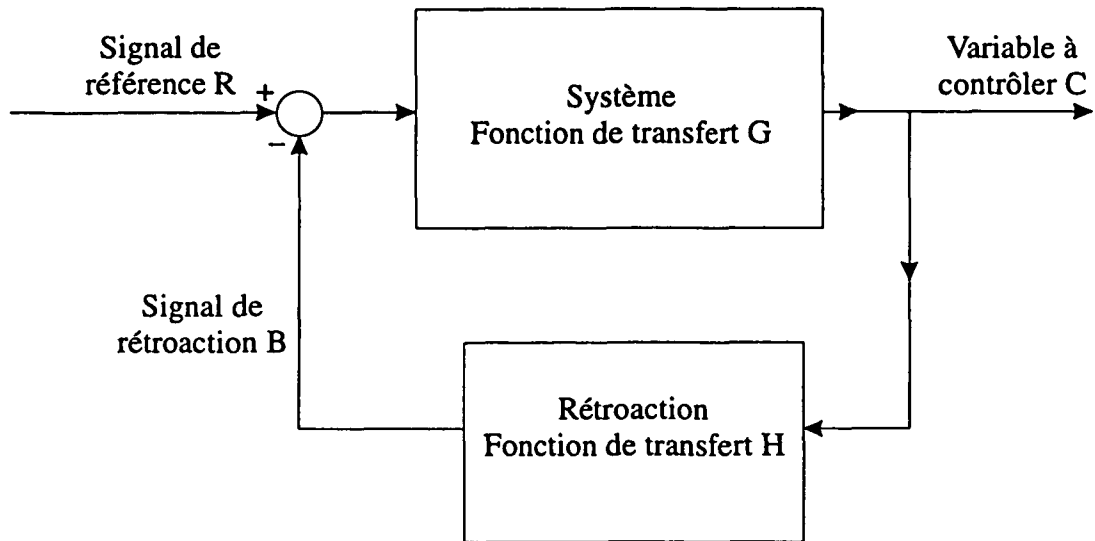 Signal de
référence R
+
−
Système
Fonction de transfert G
Variable à
contrôler C
Signal de
rétroaction B
Rétroaction
Fonction de transfert H